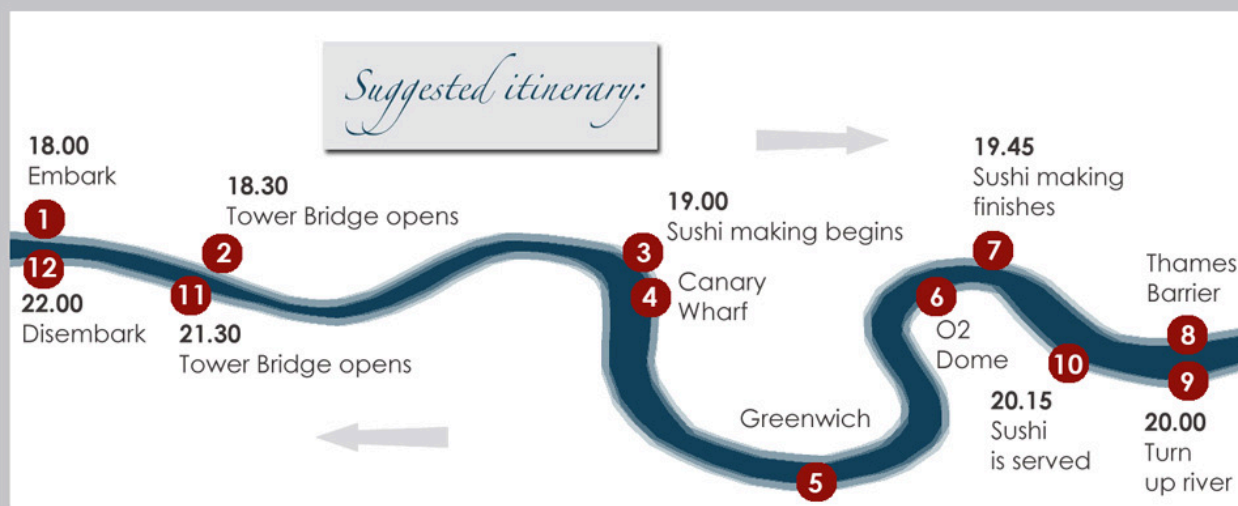 Suggested itinerary:
18.00
Embark
1
18.30
Tower Bridge opens
2
19.00
Sushi making begins
3
4
Canary
Wharf
Greenwich
5
6
O2
Dome
19.45
Sushi making
finishes
7
Thames
Barrier
8
9
20.00
Turn
up river
10
20.15
Sushi
is served
11
21.30
Tower Bridge opens
12
22.00
Disembark